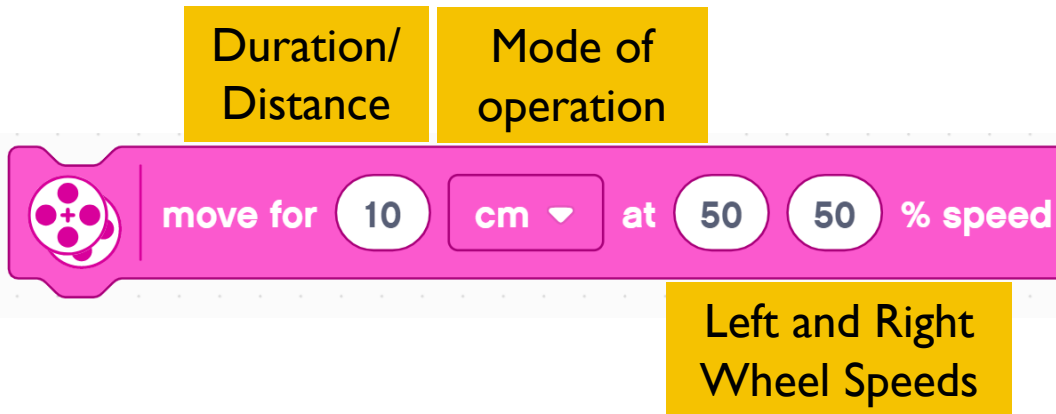 Duration/
Distance
Mode of
operation
move for 10 cm at 50 50 % speed
Left and Right
Wheel Speeds